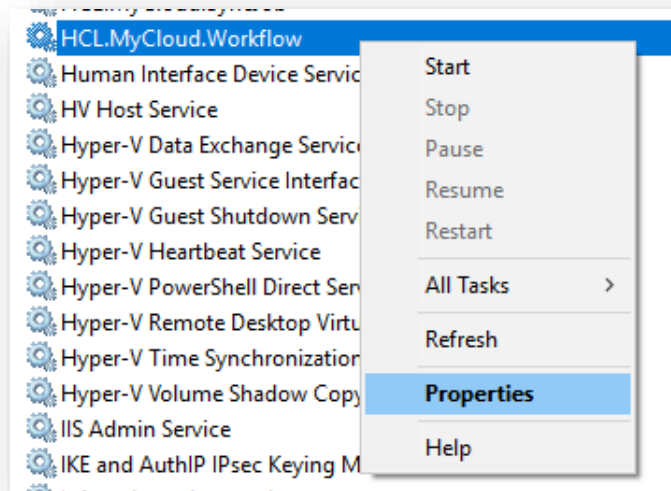 HCL.MyCloud.Workflow
Human Interface Device Servic
HV Host Service
Hyper-V Data Exchange Servic
Hyper-V Guest Service Interfac
Hyper-V Guest Shutdown Serv
Hyper-V Heartbeat Service
Hyper-V PowerShell Direct Ser
Hyper-V Remote Desktop Virtu
Hyper-V Time Synchronization
Hyper-V Volume Shadow Copy
IIS Admin Service
IKE and AuthIP IPsec Keying M
Start
Stop
Pause
Resume
Restart
All Tasks >
Refresh
Properties
Help